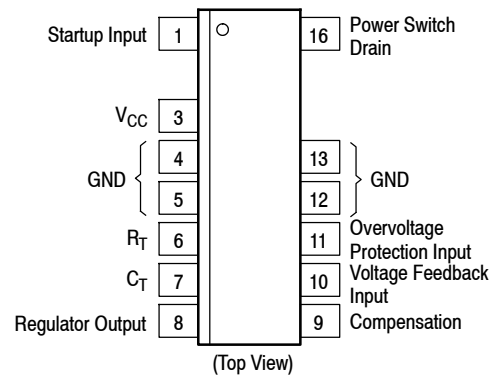 Startup Input 1 16 Power Switch
Drain
VCC 3
4 13
GND GND
5 12
RT 6 11 Overvoltage
Protection Input
CT 7 10 Voltage Feedback
Input
Regulator Output 8 9 Compensation
(Top View)